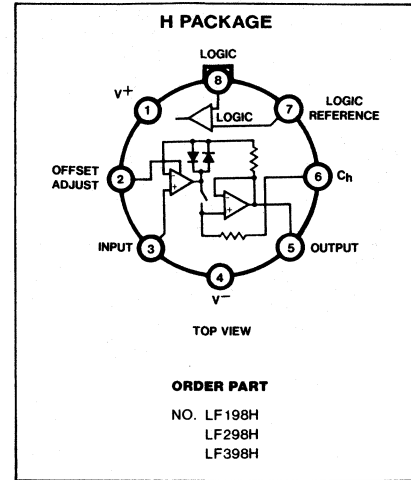 H PACKAGE
LOGIC
8
V+
1
LOGIC
7
LOGIC
REFERENCE
OFFSET
ADJUST
2
6
Ch
INPUT
3
5
OUTPUT
4
V−
TOP VIEW
ORDER PART
NO. LF198H
LF298H
LF398H